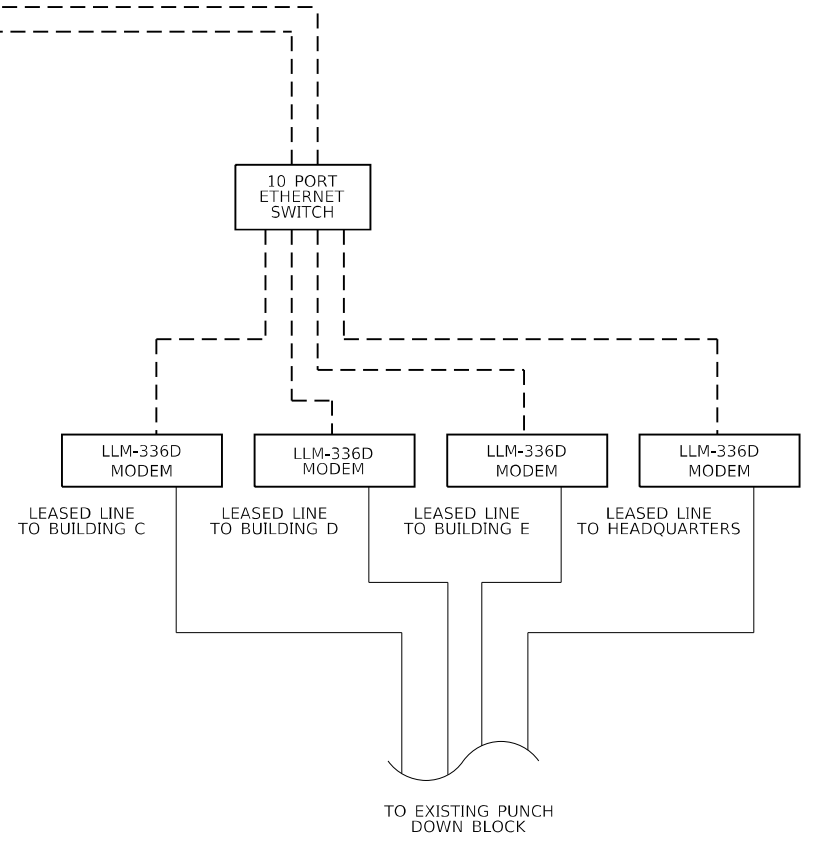 10 PORT
ETHERNET
SWITCH
LLM-336D
MODEM
LLM-336D
MODEM
LLM-336D
MODEM
LLM-336D
MODEM
LEASED LINE
TO BUILDING C
LEASED LINE
TO BUILDING D
LEASED LINE
TO BUILDING E
LEASED LINE
TO HEADQUARTERS
TO EXISTING PUNCH
DOWN BLOCK